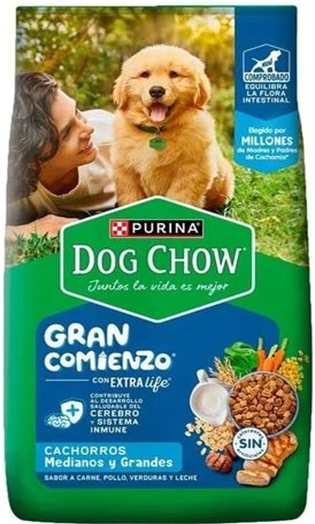 COMPROBADO
EQUILIBRA
LA FLORA
INTESTINAL
Elegido por
MILLONES
de Madres y Padres
de Cachorros*
PURINA
DOG CHOW
Juntos la vida es mejor
GRAN
COMIENZO
CON EXTRA life
CONTRIBUYE
AL DESARROLLO
SALUDABLE DEL
CEREBRO
Y SISTEMA
INMUNE
SIN
CACHORROS
Medianos y Grandes
SABOR A CARNE, POLLO, VERDURAS Y LECHE